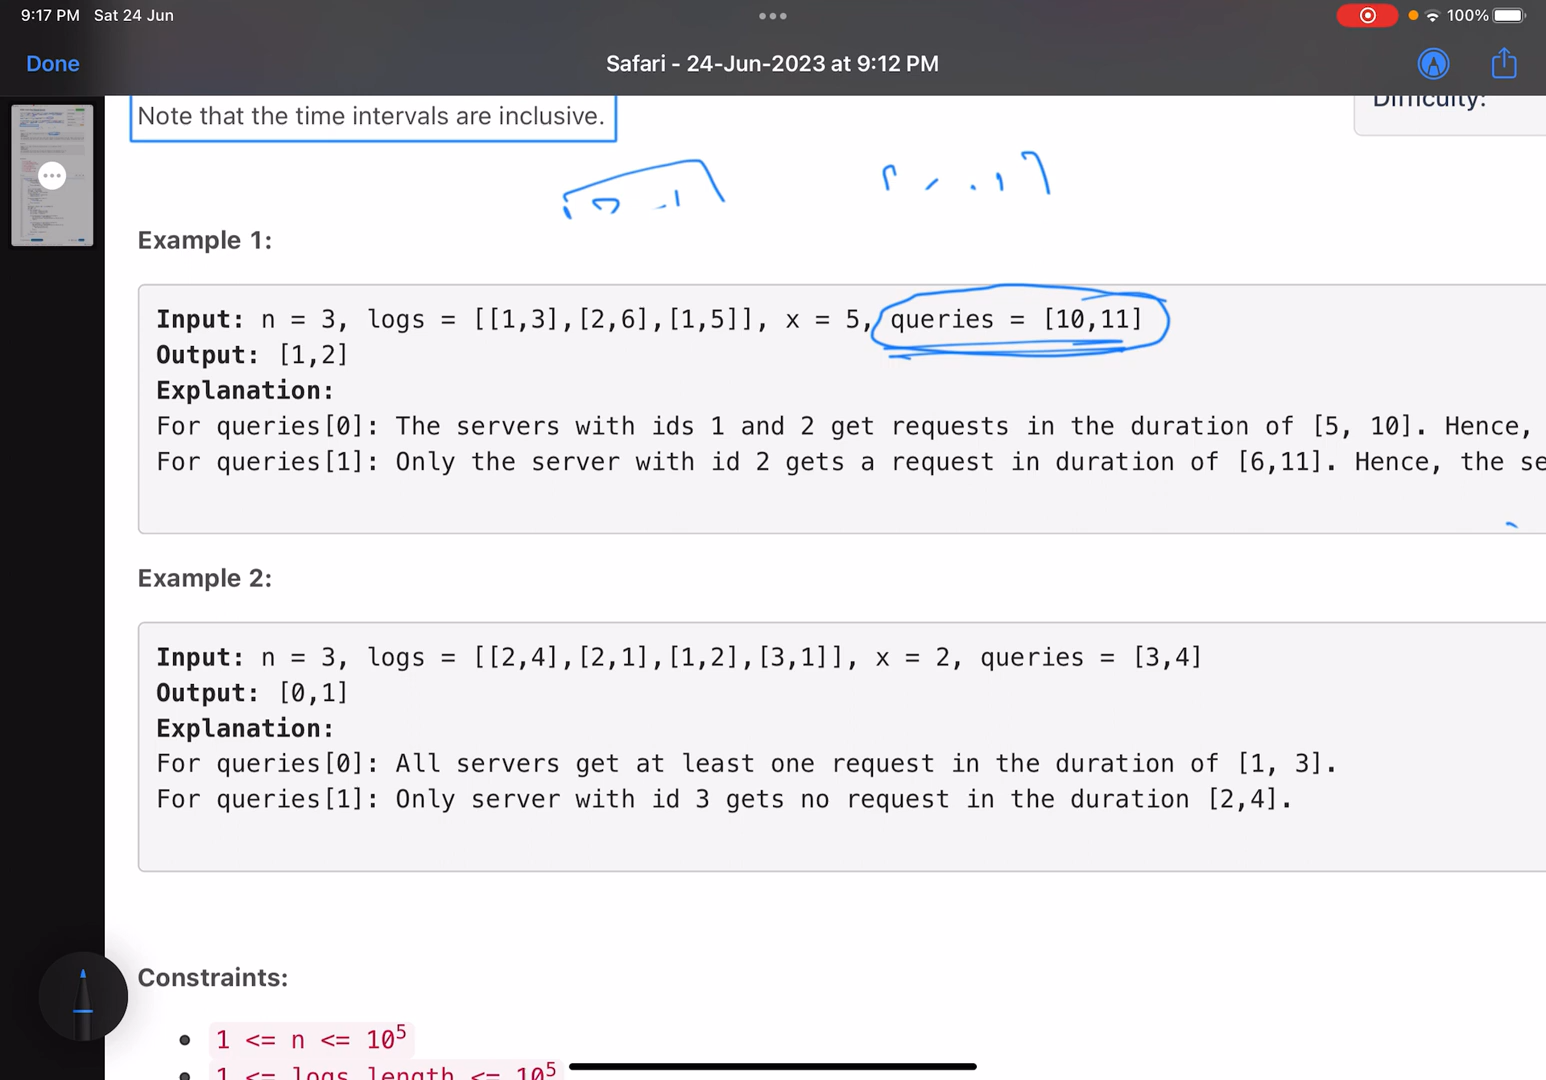 9:17 PM Sat 24 Jun
100%
Done
Safari - 24-Jun-2023 at 9:12 PM
Note that the time intervals are inclusive.
Difficulty:
Example 1:
Input: n = 3, logs = [[1,3],[2,6],[1,5]], x = 5, queries = [10,11]
Output: [1,2]
Explanation:
For queries[0]: The servers with ids 1 and 2 get requests in the duration of [5, 10]. Hence,
For queries[1]: Only the server with id 2 gets a request in duration of [6,11]. Hence, the se
Example 2:
Input: n = 3, logs = [[2,4],[2,1],[1,2],[3,1]], x = 2, queries = [3,4]
Output: [0,1]
Explanation:
For queries[0]: All servers get at least one request in the duration of [1, 3].
For queries[1]: Only server with id 3 gets no request in the duration [2,4].
Constraints:
1 <= n <= 10⁵
1 <= logs.length <= 10⁵